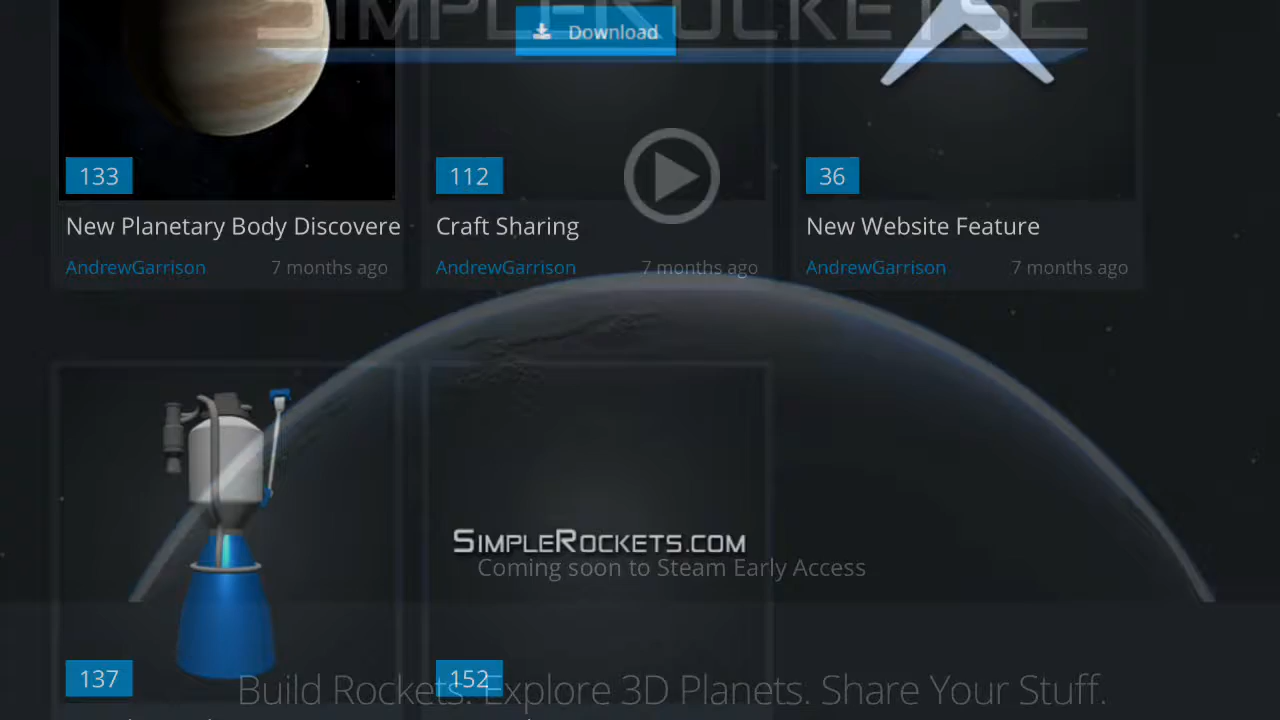 SIMPLEROCKETS2
Download
133
112
36
New Planetary Body Discovere
Craft Sharing
New Website Feature
AndrewGarrison
7 months ago
AndrewGarrison
7 months ago
AndrewGarrison
7 months ago
SIMPLEROCKETS.COM
Coming soon to Steam Early Access
137
152
Build Rockets. Explore 3D Planets. Share Your Stuff.